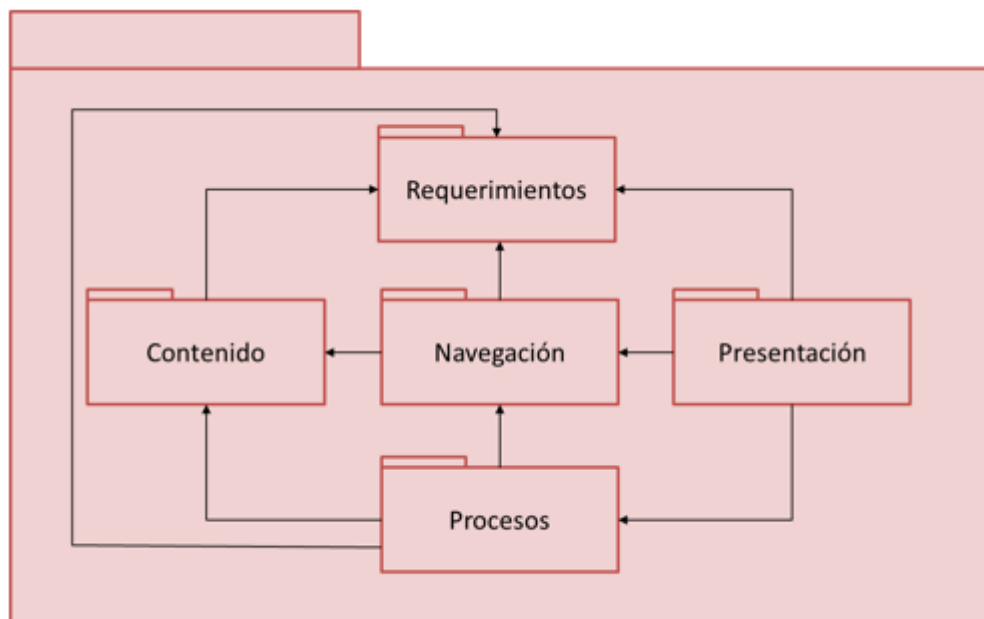 Requerimientos
Contenido
Navegación
Presentación
Procesos